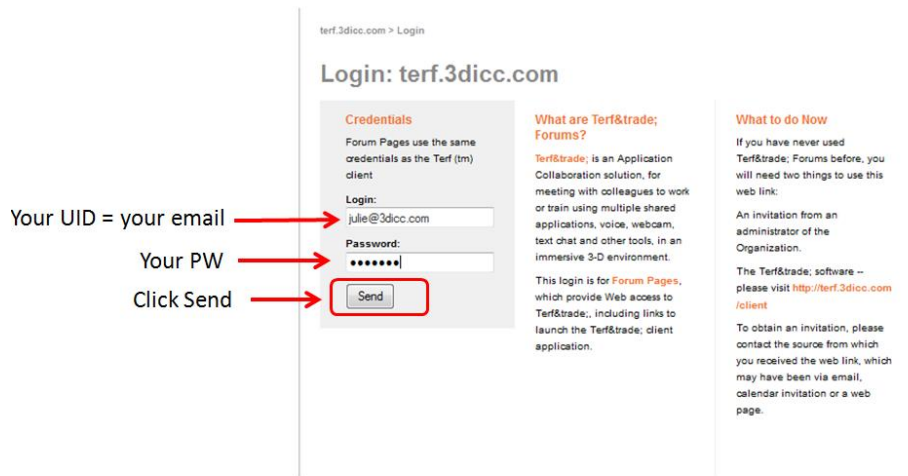 terf.3dicc.com > Login
Login: terf.3dicc.com
Credentials
Forum Pages use the same
credentials as the Terf (tm)
client
Login:
julie@3dicc.com
Password:
•••••••
Send
Your UID = your email
Your PW
Click Send
What are Terf&trade;
Forums?
Terf&trade; is an Application
Collaboration solution, for
meeting with colleagues to work
or train using multiple shared
applications, voice, webcam,
text chat and other tools, in an
immersive 3-D environment.
This login is for Forum Pages,
which provide Web access to
Terf&trade;, including links to
launch the Terf&trade; client
application.
What to do Now
If you have never used
Terf&trade; Forums before, you
will need two things to use this
web link:
An invitation from an
administrator of the
Organization.
The Terf&trade; software --
please visit http://terf.3dicc.com
/client
To obtain an invitation, please
contact the source from which
you received the web link, which
may have been via email,
calendar invitation or a web
page.